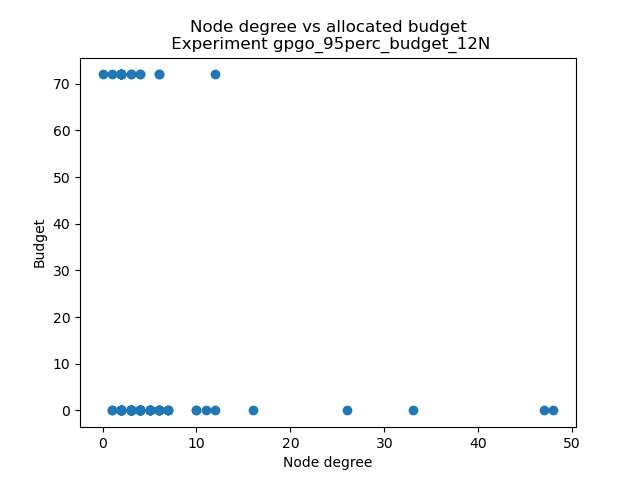 Node degree vs allocated budget
Experiment gpgo_95perc_budget_12N
70
60
50
40
30
20
10
0
Budget
0 10 20 30 40 50
Node degree